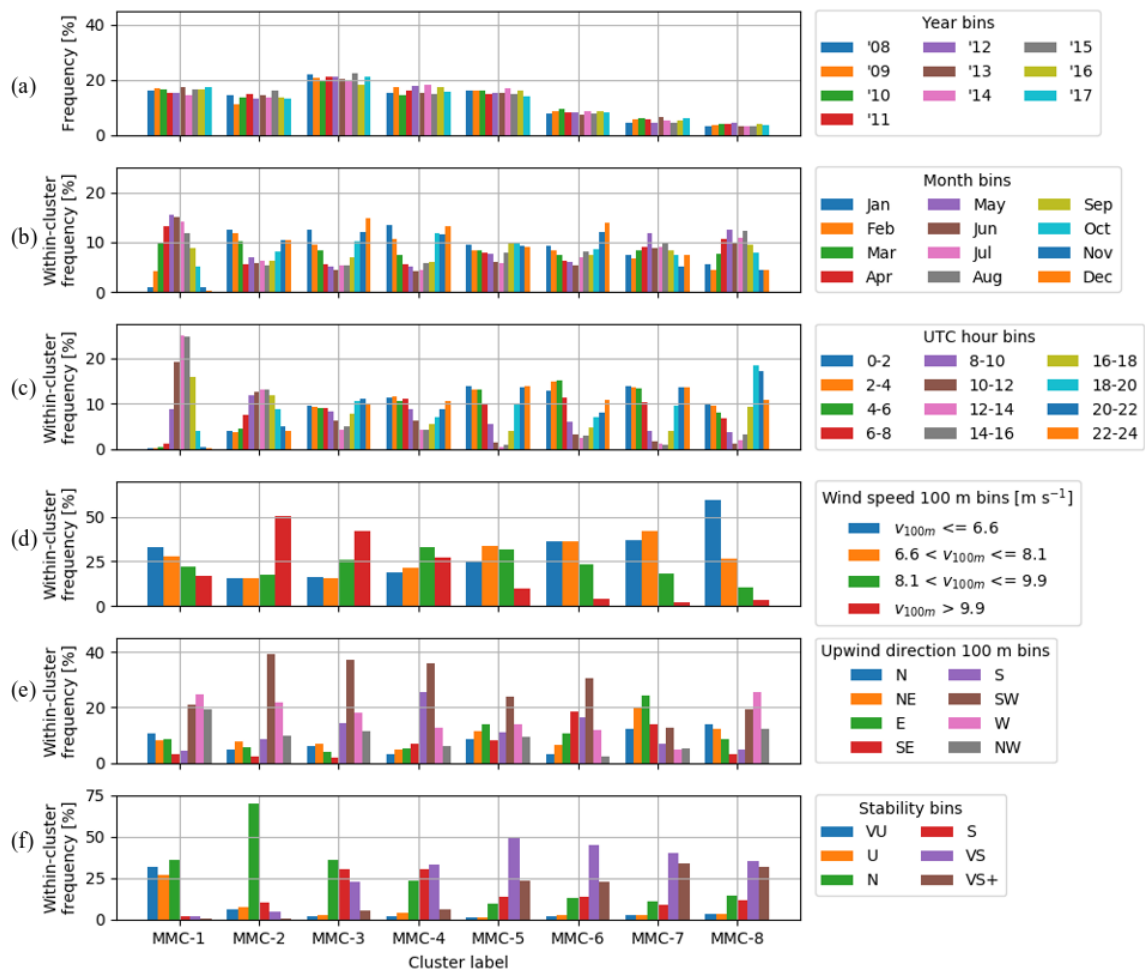 (a)
Frequency [%]
40
20
0
Year bins
'08 '12 '15
'09 '13 '16
'10 '14 '17
'11
(b)
Within-cluster
frequency [%]
20
10
0
Month bins
Jan May Sep
Feb Jun Oct
Mar Jul Nov
Apr Aug Dec
(c)
Within-cluster
frequency [%]
20
10
0
UTC hour bins
0-2 8-10 16-18
2-4 10-12 18-20
4-6 12-14 20-22
6-8 14-16 22-24
(d)
Within-cluster
frequency [%]
50
25
0
Wind speed 100 m bins [m s⁻¹]
v100m <= 6.6
6.6 < v100m <= 8.1
8.1 < v100m <= 9.9
v100m > 9.9
(e)
Within-cluster
frequency [%]
40
20
0
Upwind direction 100 m bins
N S
NE SW
E W
SE NW
(f)
Within-cluster
frequency [%]
75
50
25
0
Stability bins
VU S
U VS
N VS+
MMC-1 MMC-2 MMC-3 MMC-4 MMC-5 MMC-6 MMC-7 MMC-8
Cluster label